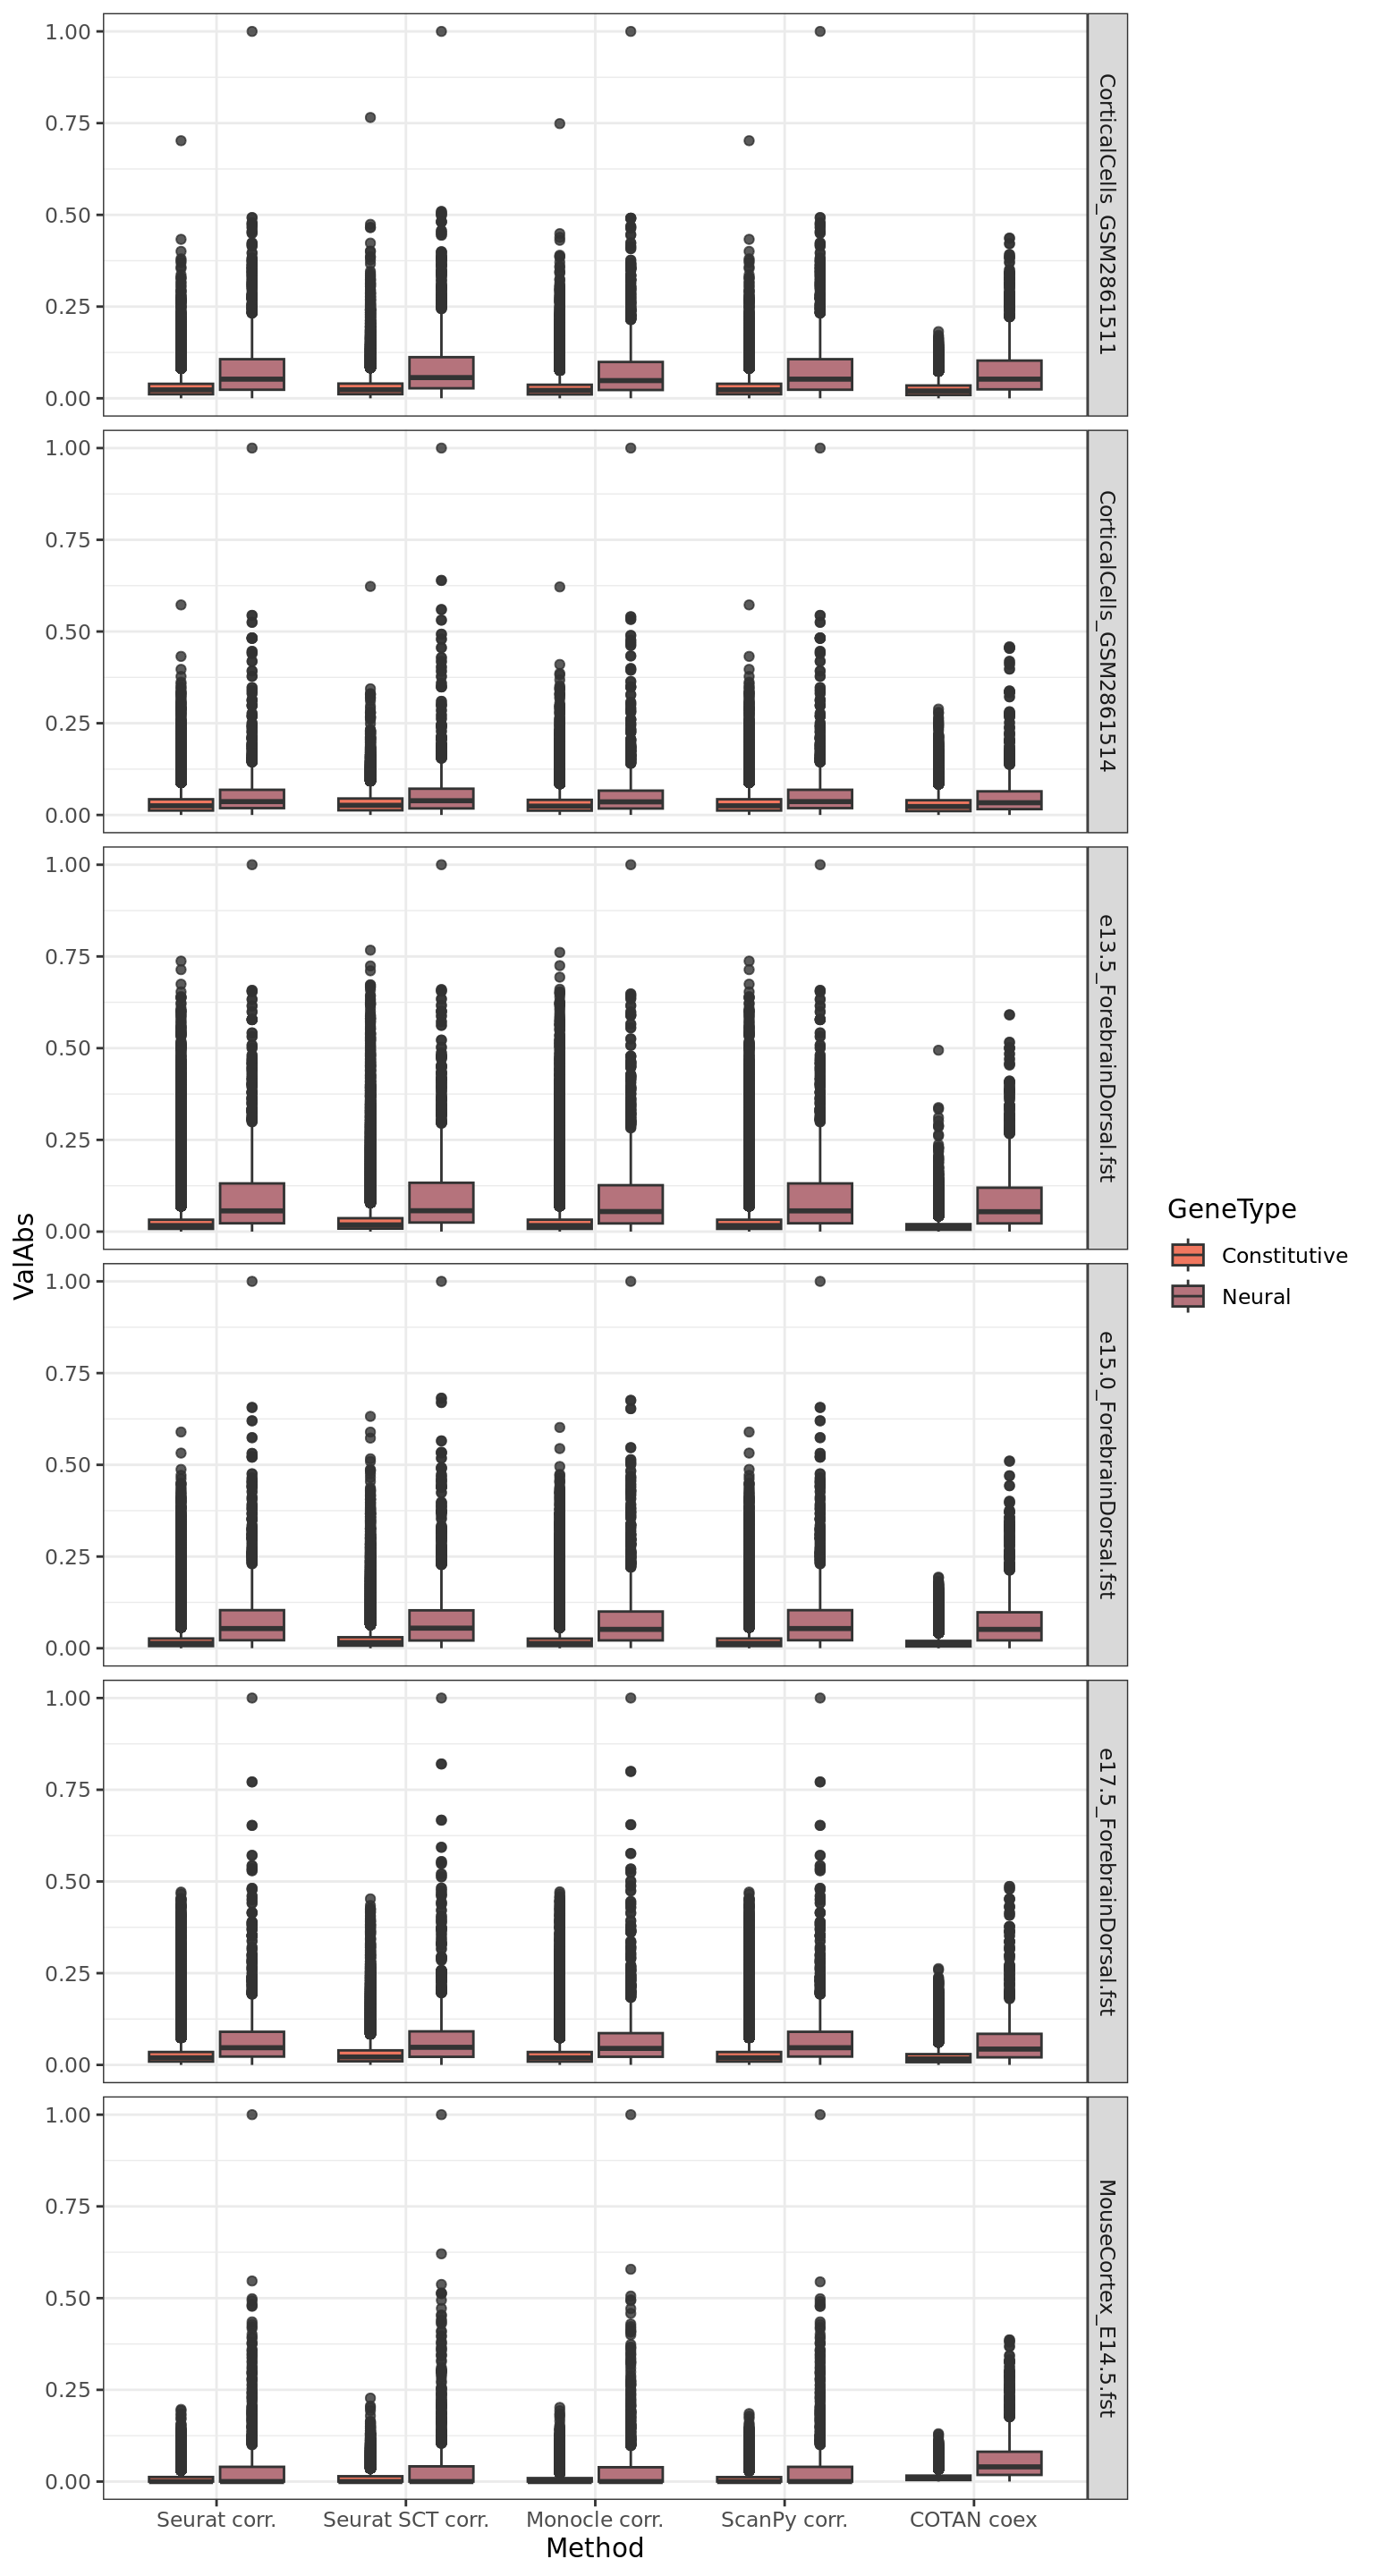 1.00
0.75
0.50
0.25
0.00
CorticalCells_GSM2861511
1.00
0.75
0.50
0.25
0.00
CorticalCells_GSM2861514
1.00
0.75
0.50
0.25
0.00
e13.5_ForebrainDorsal.fst
1.00
0.75
0.50
0.25
0.00
e15.0_ForebrainDorsal.fst
1.00
0.75
0.50
0.25
0.00
e17.5_ForebrainDorsal.fst
1.00
0.75
0.50
0.25
0.00
MouseCortex_E14.5.fst
ValAbs
Seurat corr.
Seurat SCT corr.
Monocle corr.
ScanPy corr.
COTAN coex
Method
GeneType
Constitutive
Neural